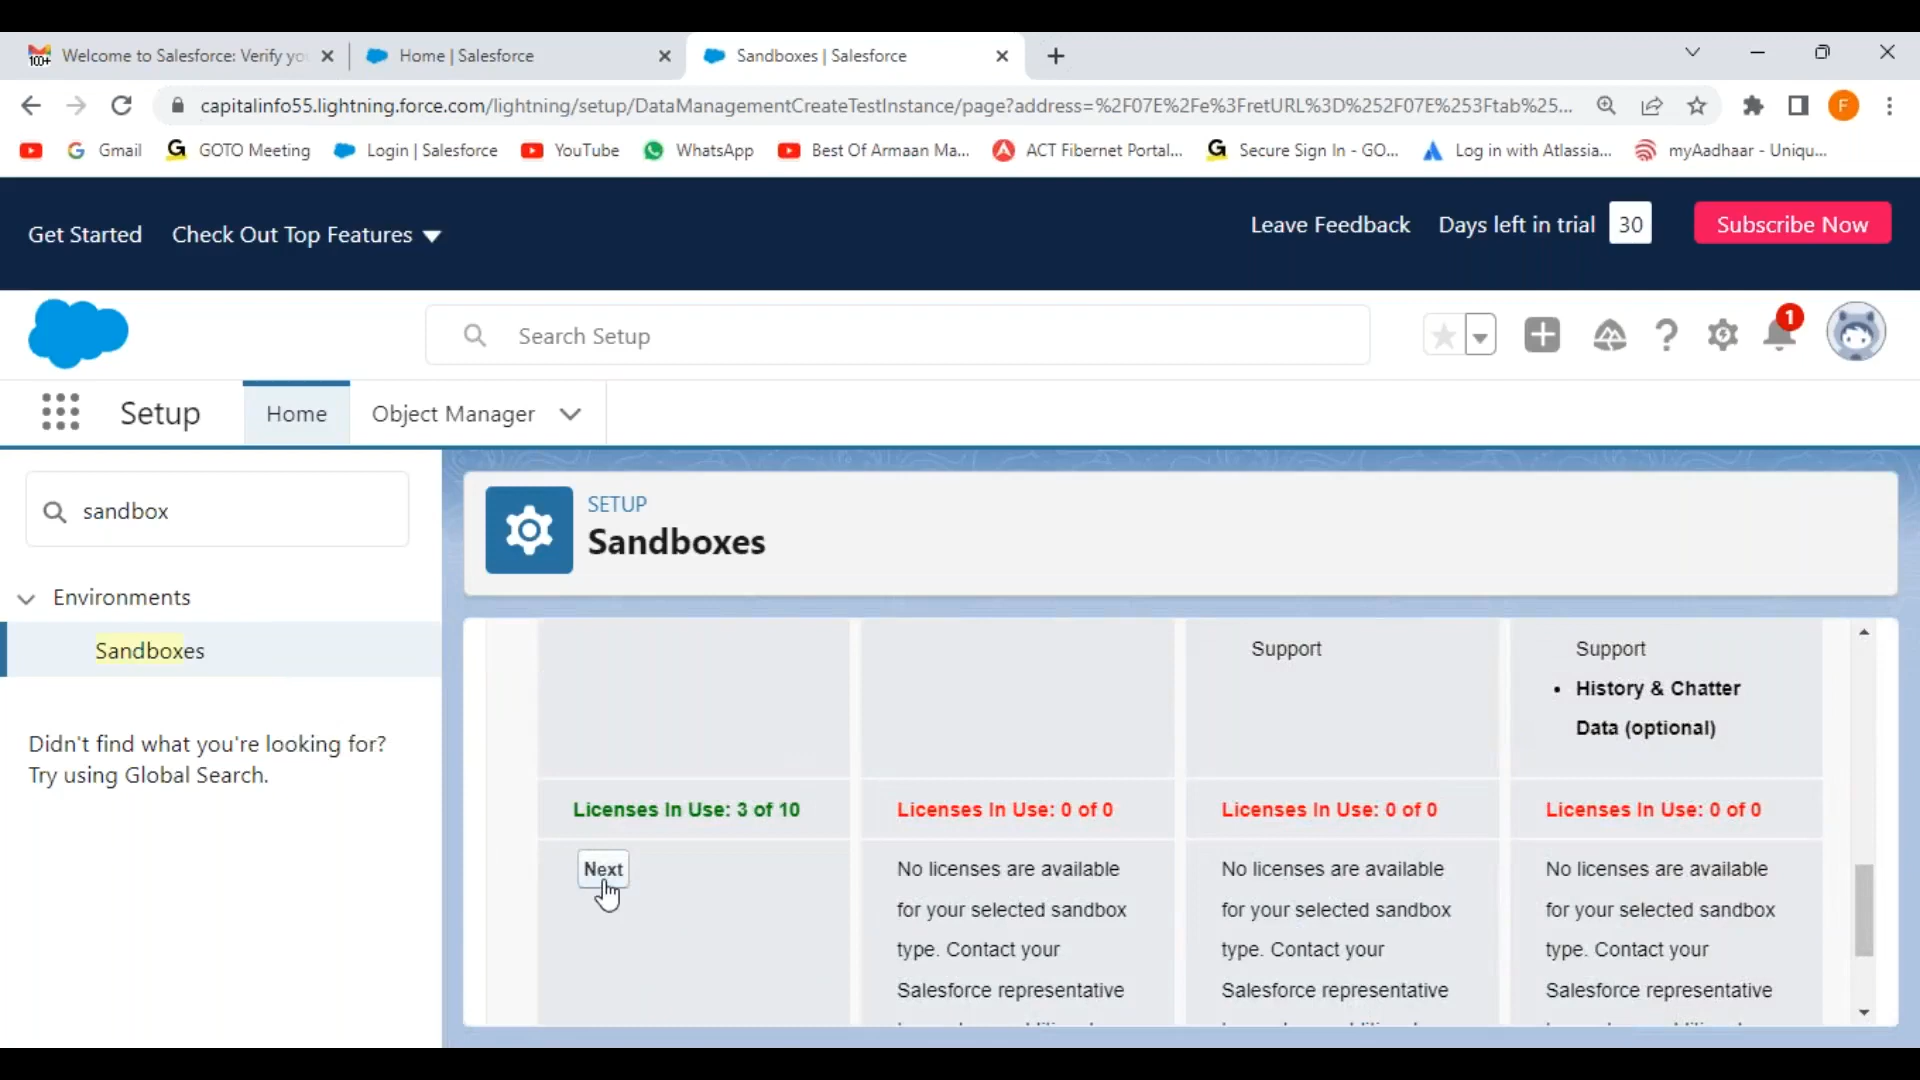 100+ Welcome to Salesforce: Verify yo
Home | Salesforce
Sandboxes | Salesforce
capitalinfo55.lightning.force.com/lightning/setup/DataManagementCreateTestInstance/page?address=%2F07E%2Fe%3FretURL%3D%252F07E%253Ftab%25...
F
Gmail
GOTO Meeting
Login | Salesforce
YouTube
WhatsApp
Best Of Armaan Ma...
ACT Fibernet Portal...
Secure Sign In - GO...
Log in with Atlassia...
myAadhaar - Uniqu...
Get Started
Check Out Top Features
Leave Feedback
Days left in trial 30
Subscribe Now
Search Setup
1
Setup
Home
Object Manager
sandbox
Environments
Sandboxes
Didn't find what you're looking for?
Try using Global Search.
SETUP
Sandboxes
Support
Support
• History & Chatter
Data (optional)
Licenses In Use: 3 of 10
Licenses In Use: 0 of 0
Licenses In Use: 0 of 0
Licenses In Use: 0 of 0
Next
No licenses are available
for your selected sandbox
type. Contact your
Salesforce representative
No licenses are available
for your selected sandbox
type. Contact your
Salesforce representative
No licenses are available
for your selected sandbox
type. Contact your
Salesforce representative